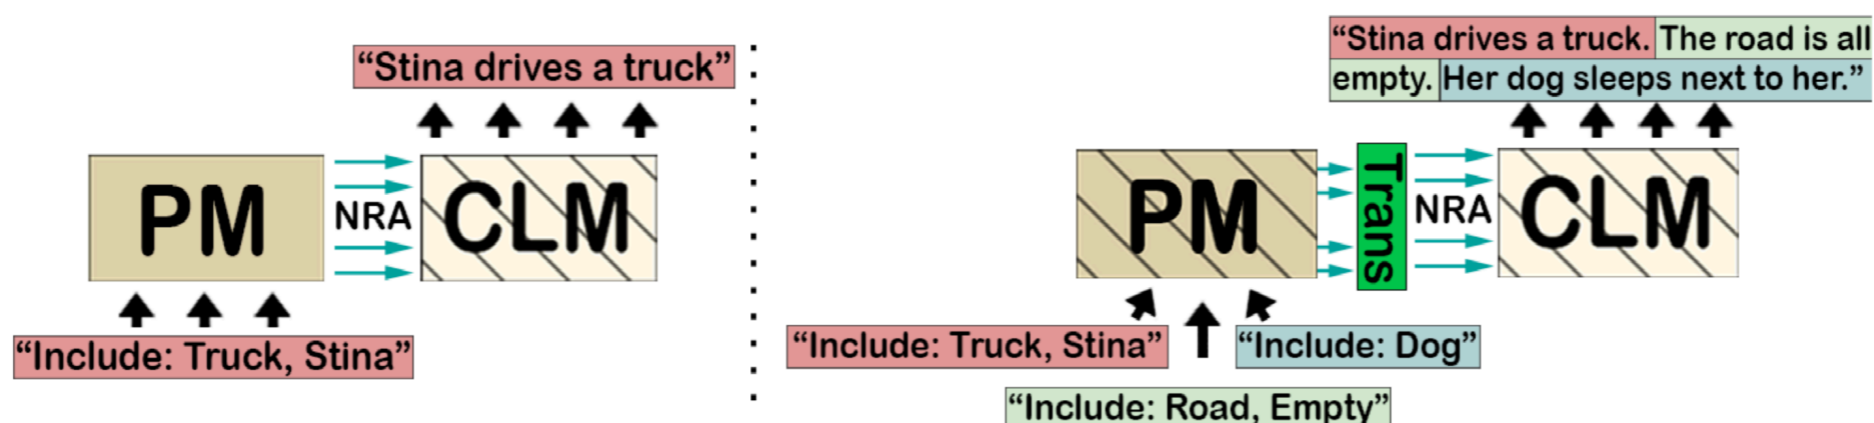 “Stina drives a truck”
PM
NRA
CLM
“Include: Truck, Stina”
“Stina drives a truck. The road is all
empty. Her dog sleeps next to her.”
PM
Trans
NRA
CLM
“Include: Truck, Stina”
“Include: Dog”
“Include: Road, Empty”